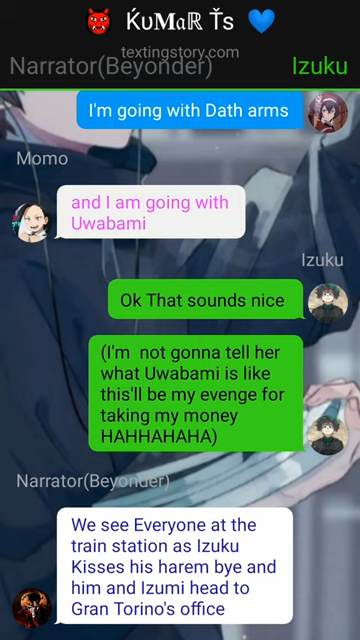 👹 ḰυMαℝ Ťs 💙
textingstory.com
Narrator(Beyonder) Izuku
I'm going with Dath arms
Momo
and I am going with
Uwabami
Izuku
Ok That sounds nice
(I'm not gonna tell her
what Uwabami is like
this'll be my evenge for
taking my money
HAHHAHAHA)
Narrator(Beyonder)
We see Everyone at the
train station as Izuku
Kisses his harem bye and
him and Izumi head to
Gran Torino's office